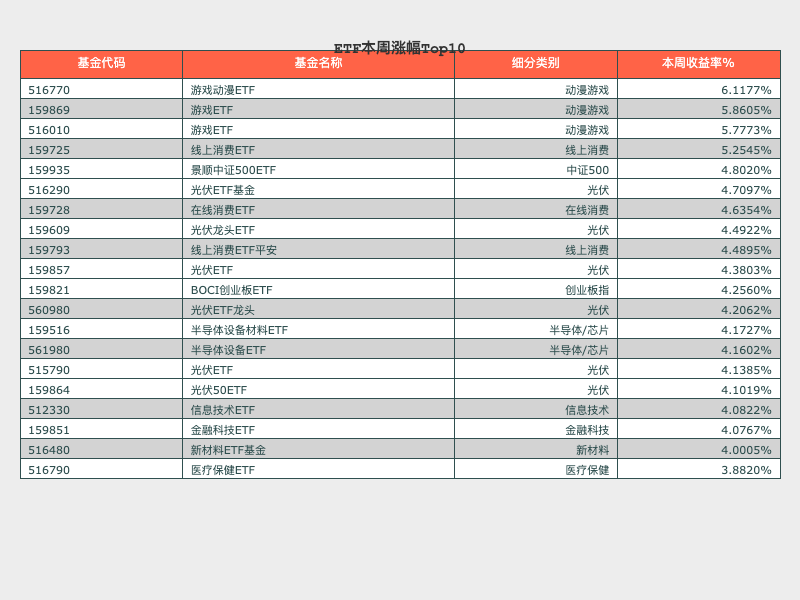 ETF本周涨幅Top10
基金代码 基金名称 细分类别 本周收益率%
516770 游戏动漫ETF 动漫游戏 6.1177%
159869 游戏ETF 动漫游戏 5.8605%
516010 游戏ETF 动漫游戏 5.7773%
159725 线上消费ETF 线上消费 5.2545%
159935 景顺中证500ETF 中证500 4.8020%
516290 光伏ETF基金 光伏 4.7097%
159728 在线消费ETF 在线消费 4.6354%
159609 光伏龙头ETF 光伏 4.4922%
159793 线上消费ETF平安 线上消费 4.4895%
159857 光伏ETF 光伏 4.3803%
159821 BOCI创业板ETF 创业板指 4.2560%
560980 光伏ETF龙头 光伏 4.2062%
159516 半导体设备材料ETF 半导体/芯片 4.1727%
561980 半导体设备ETF 半导体/芯片 4.1602%
515790 光伏ETF 光伏 4.1385%
159864 光伏50ETF 光伏 4.1019%
512330 信息技术ETF 信息技术 4.0822%
159851 金融科技ETF 金融科技 4.0767%
516480 新材料ETF基金 新材料 4.0005%
516790 医疗保健ETF 医疗保健 3.8820%